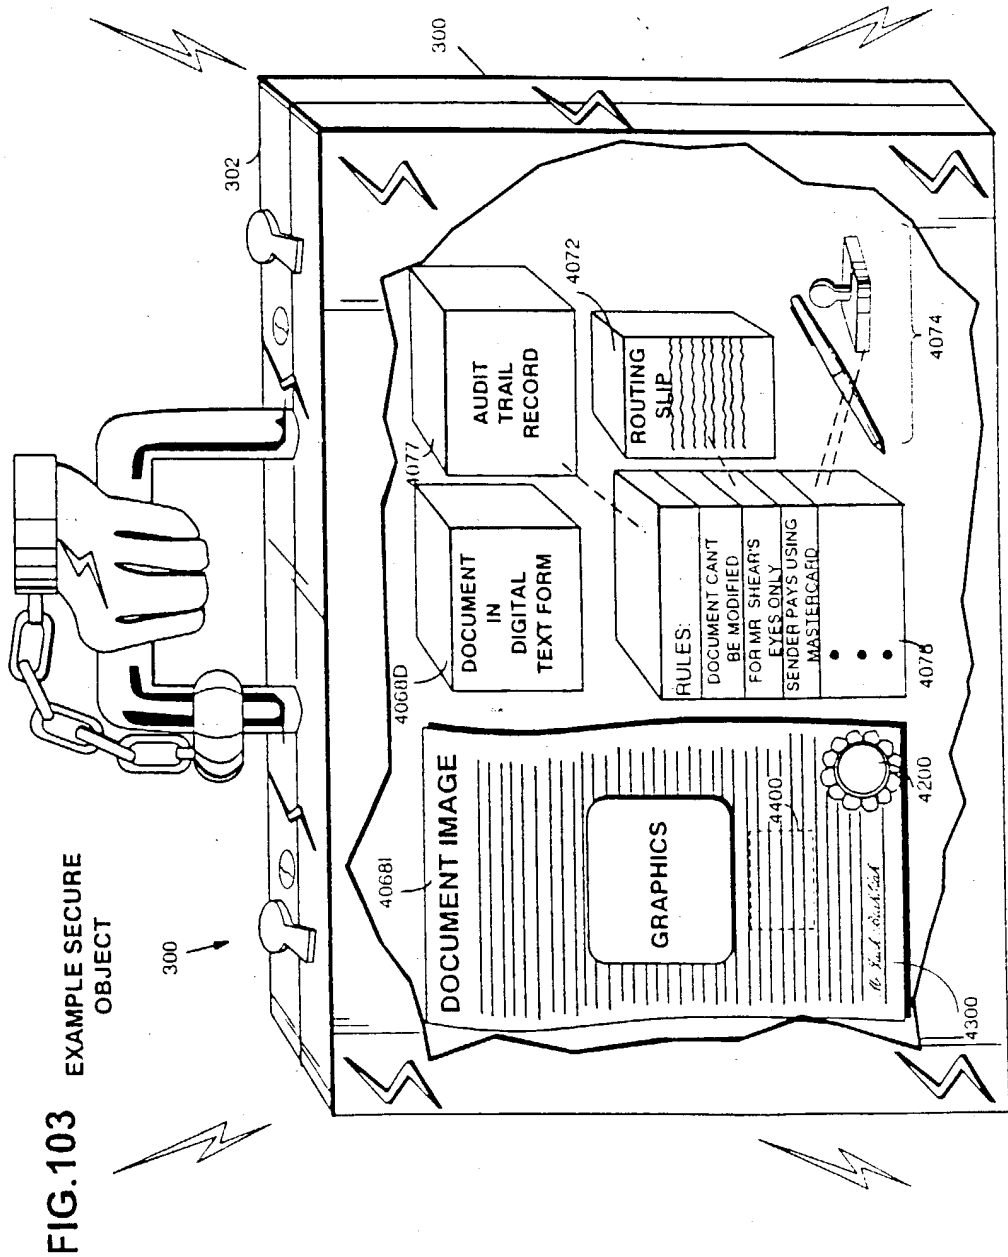 FIG.103
EXAMPLE SECURE
OBJECT
300
302
300
4068I
DOCUMENT IMAGE
GRAPHICS
4400
4200
4300
4068D
DOCUMENT
IN
DIGITAL
TEXT FORM
4077
AUDIT
TRAIL
RECORD
4072
ROUTING
SLIP
RULES:
DOCUMENT CAN'T
BE MODIFIED
FOR MR SHEAR'S
EYES ONLY
SENDER PAYS USING
MASTERCARD
4078
4074